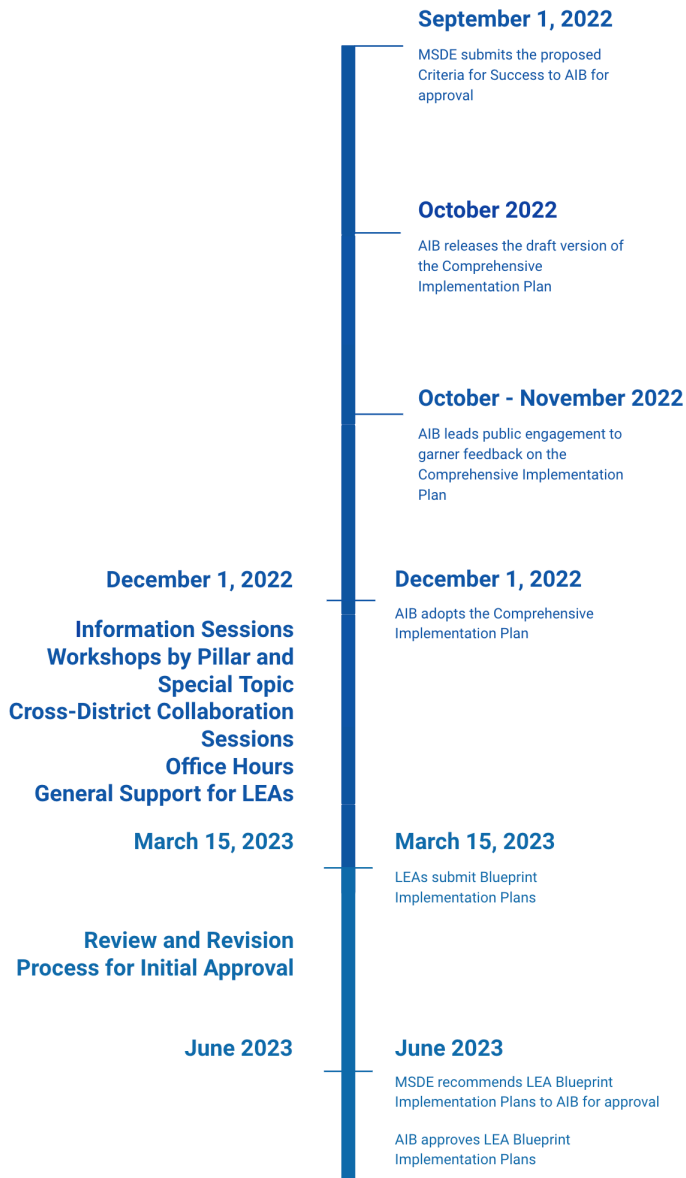 September 1, 2022
MSDE submits the proposed
Criteria for Success to AIB for
approval
October 2022
AIB releases the draft version of
the Comprehensive
Implementation Plan
October - November 2022
AIB leads public engagement to
garner feedback on the
Comprehensive Implementation
Plan
December 1, 2022
Information Sessions
Workshops by Pillar and
Special Topic
Cross-District Collaboration
Sessions
Office Hours
General Support for LEAs
December 1, 2022
AIB adopts the Comprehensive
Implementation Plan
March 15, 2023
Review and Revision
Process for Initial Approval
March 15, 2023
LEAs submit Blueprint
Implementation Plans
June 2023
June 2023
MSDE recommends LEA Blueprint
Implementation Plans to AIB for approval
AIB approves LEA Blueprint
Implementation Plans